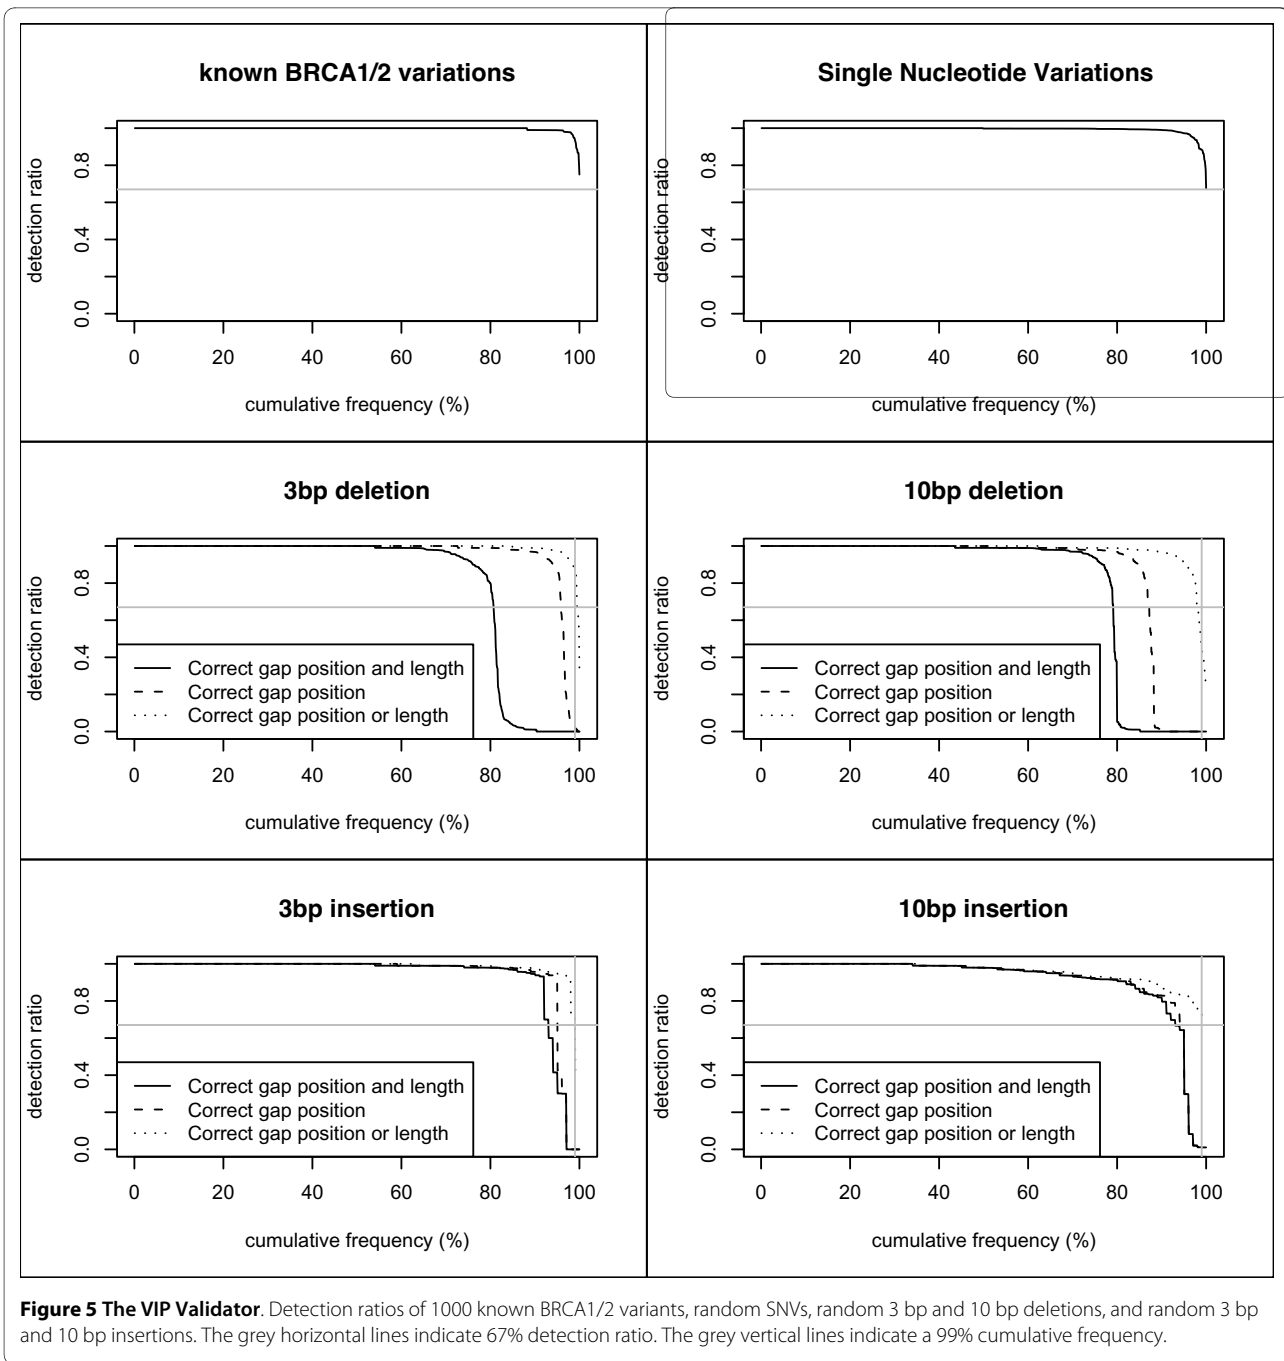 known BRCA1/2 variations
detection ratio
0.0 0.4 0.8
0 20 40 60 80 100
cumulative frequency (%)
Single Nucleotide Variations
detection ratio
0.0 0.4 0.8
0 20 40 60 80 100
cumulative frequency (%)
3bp deletion
detection ratio
0.0 0.4 0.8
Correct gap position and length
Correct gap position
Correct gap position or length
0 20 40 60 80 100
cumulative frequency (%)
10bp deletion
detection ratio
0.0 0.4 0.8
Correct gap position and length
Correct gap position
Correct gap position or length
0 20 40 60 80 100
cumulative frequency (%)
3bp insertion
detection ratio
0.0 0.4 0.8
Correct gap position and length
Correct gap position
Correct gap position or length
0 20 40 60 80 100
cumulative frequency (%)
10bp insertion
detection ratio
0.0 0.4 0.8
Correct gap position and length
Correct gap position
Correct gap position or length
0 20 40 60 80 100
cumulative frequency (%)
Figure 5 The VIP Validator. Detection ratios of 1000 known BRCA1/2 variants, random SNVs, random 3 bp and 10 bp deletions, and random 3 bp
and 10 bp insertions. The grey horizontal lines indicate 67% detection ratio. The grey vertical lines indicate a 99% cumulative frequency.